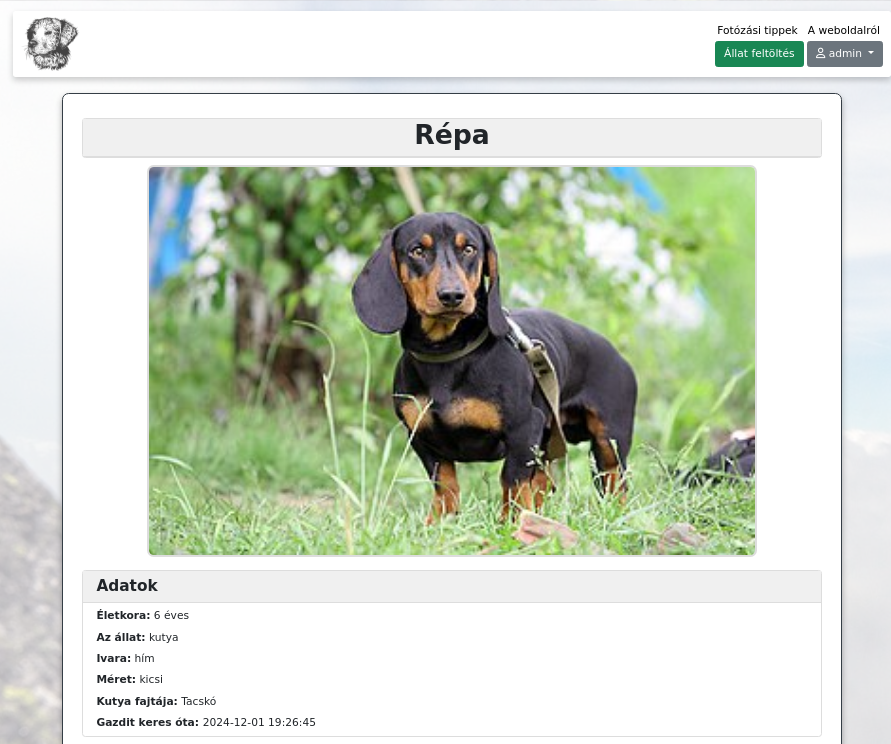 Fotózási tippek A weboldalról
Állat feltöltés admin
Répa
Adatok
Életkora: 6 éves
Az állat: kutya
Ivara: hím
Méret: kicsi
Kutya fajtája: Tacskó
Gazdit keres óta: 2024-12-01 19:26:45